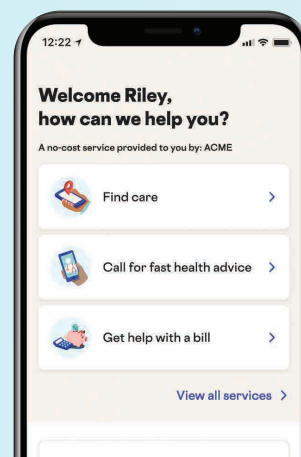 12:22
Welcome Riley,
how can we help you?
A no-cost service provided to you by: ACME
Find care
Call for fast health advice
Get help with a bill
View all services